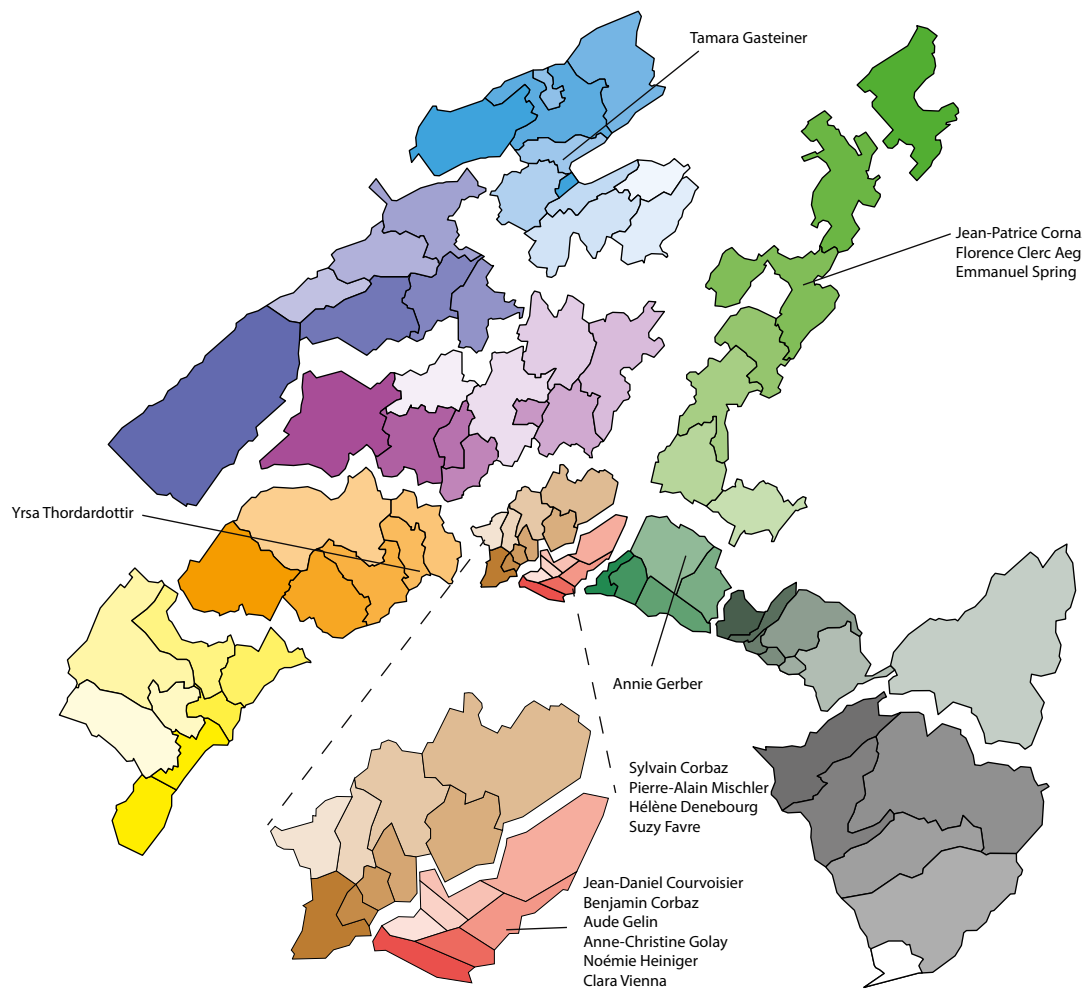 Tamara Gasteiner
Jean-Patrice Corna
Florence Clerc Aeg
Emmanuel Spring
Yrsa Thordardottir
Annie Gerber
Sylvain Corbaz
Pierre-Alain Mischler
Hélène Denebourg
Suzy Favre
Jean-Daniel Courvoisier
Benjamin Corbaz
Aude Gelin
Anne-Christine Golay
Noémie Heiniger
Clara Vienna